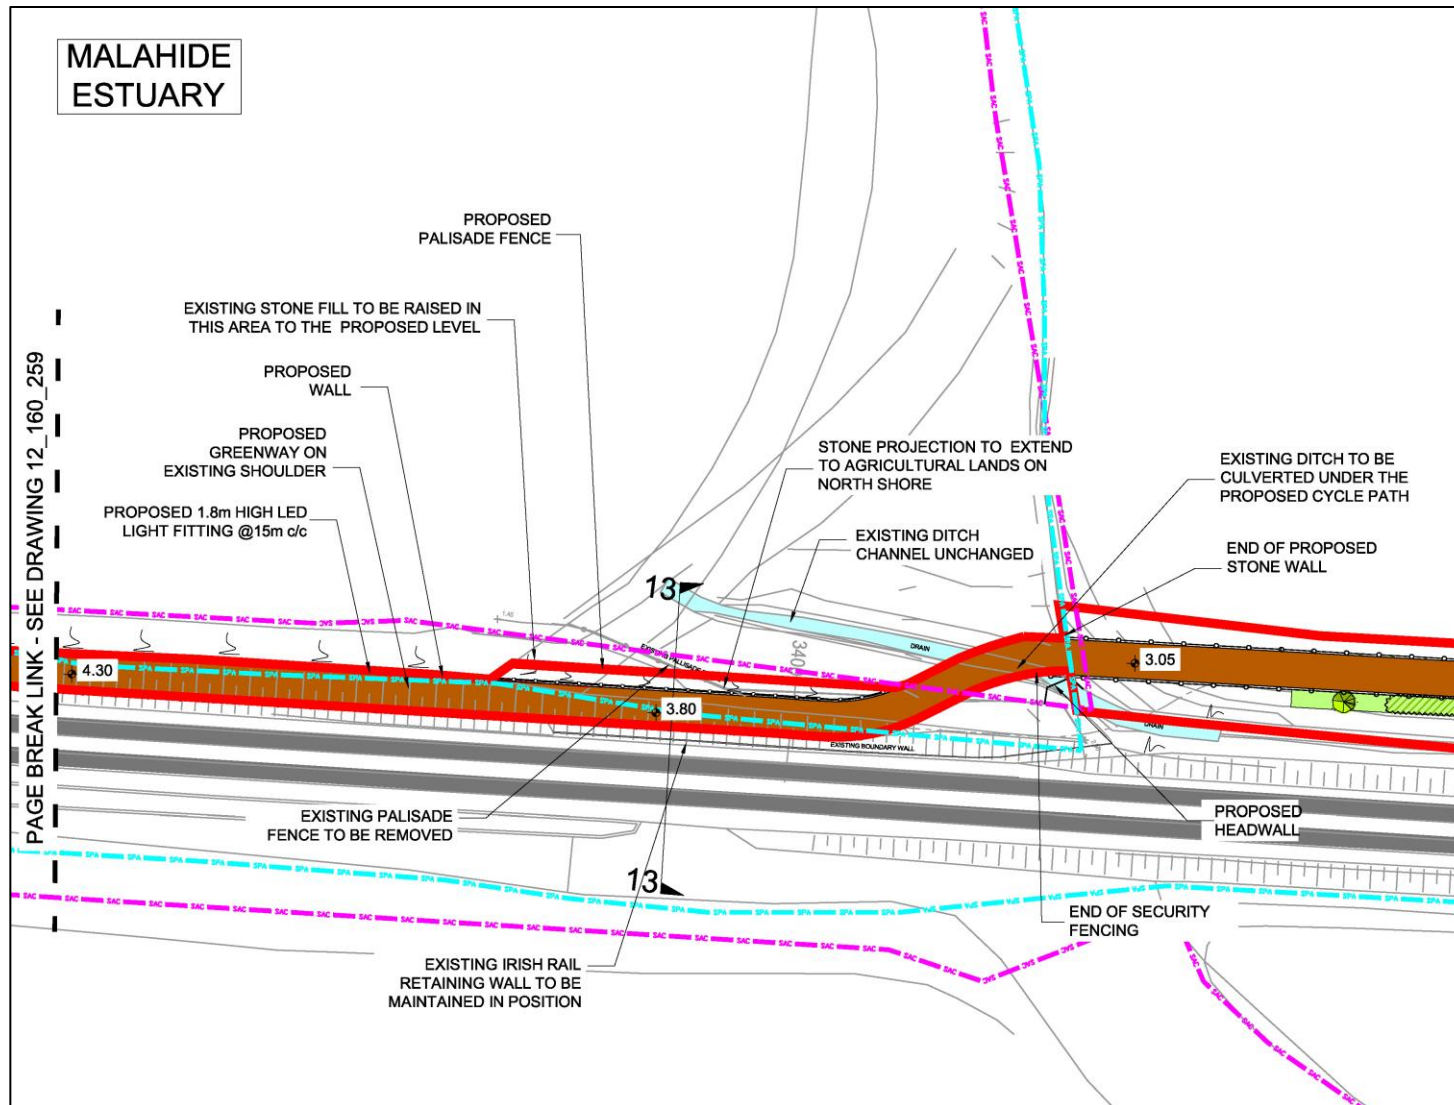 MALAHIDE
ESTUARY
PROPOSED
PALISADE FENCE
EXISTING STONE FILL TO BE RAISED IN
THIS AREA TO THE PROPOSED LEVEL
PROPOSED
WALL
PROPOSED
GREENWAY ON
EXISTING SHOULDER
PROPOSED 1.8m HIGH LED
LIGHT FITTING @15m c/c
PAGE BREAK LINK - SEE DRAWING 12_160_259
STONE PROJECTION TO EXTEND
TO AGRICULTURAL LANDS ON
NORTH SHORE
EXISTING DITCH
CHANNEL UNCHANGED
EXISTING DITCH TO BE
CULVERTED UNDER THE
PROPOSED CYCLE PATH
END OF PROPOSED
STONE WALL
13
DRAIN
340
4.30
3.80
3.05
EXISTING BOUNDARY WALL
DRAIN
EXISTING PALISADE
FENCE TO BE REMOVED
PROPOSED
HEADWALL
13
END OF SECURITY
FENCING
EXISTING IRISH RAIL
RETAINING WALL TO BE
MAINTAINED IN POSITION
SAC
SPA